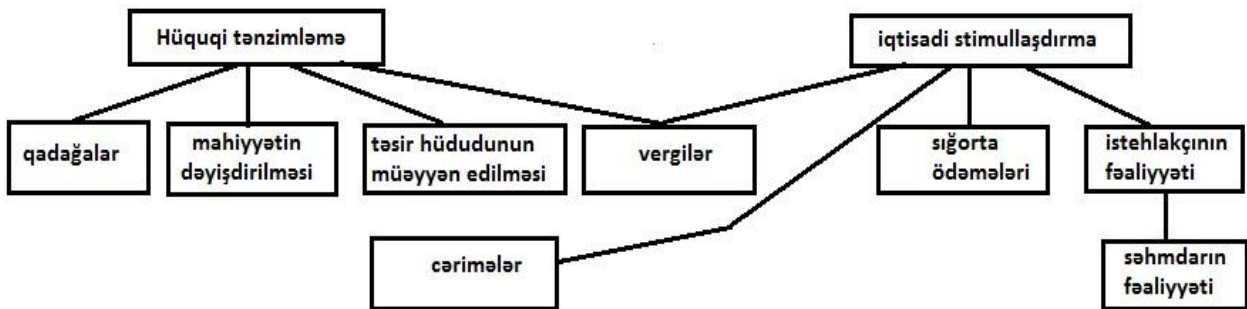 Hüquqi tənzimləmə
iqtisadi stimullaşdırma
qadağalar
mahiyyətin
dəyişdirilməsi
təsir hüdudunun
müəyyən edilməsi
vergilər
sığorta
ödəmələri
istehlakçının
fəaliyyəti
cərimələr
səhmdarın
fəaliyyəti